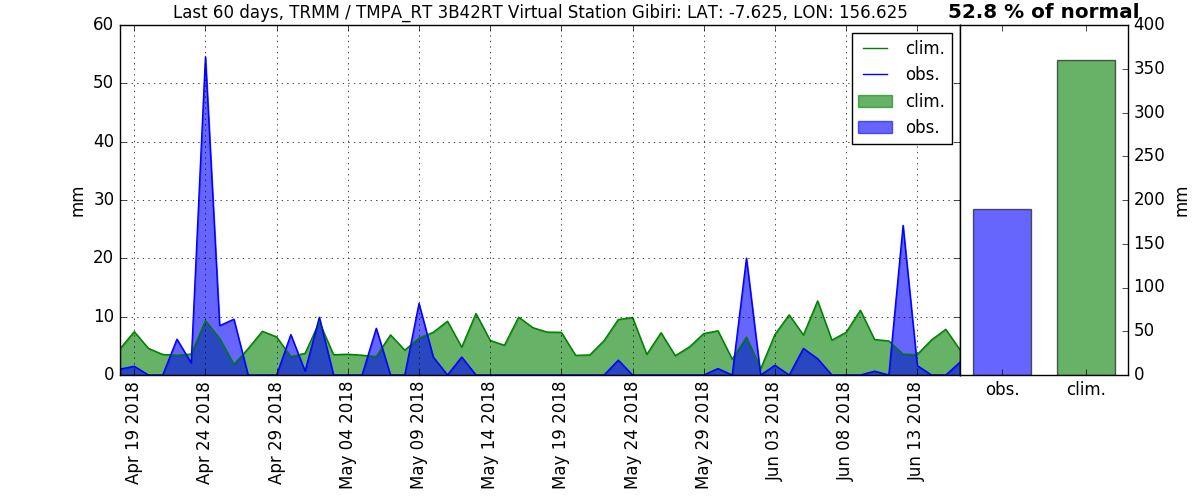 Last 60 days, TRMM / TMPA_RT 3B42RT Virtual Station Gibiri: LAT: -7.625, LON: 156.625
52.8 % of normal
60
50
40
30
20
10
0
mm
clim.
obs.
clim.
obs.
400
350
300
250
200
150
100
50
0
mm
Apr 19 2018
Apr 24 2018
Apr 29 2018
May 04 2018
May 09 2018
May 14 2018
May 19 2018
May 24 2018
May 29 2018
Jun 03 2018
Jun 08 2018
Jun 13 2018
obs.
clim.